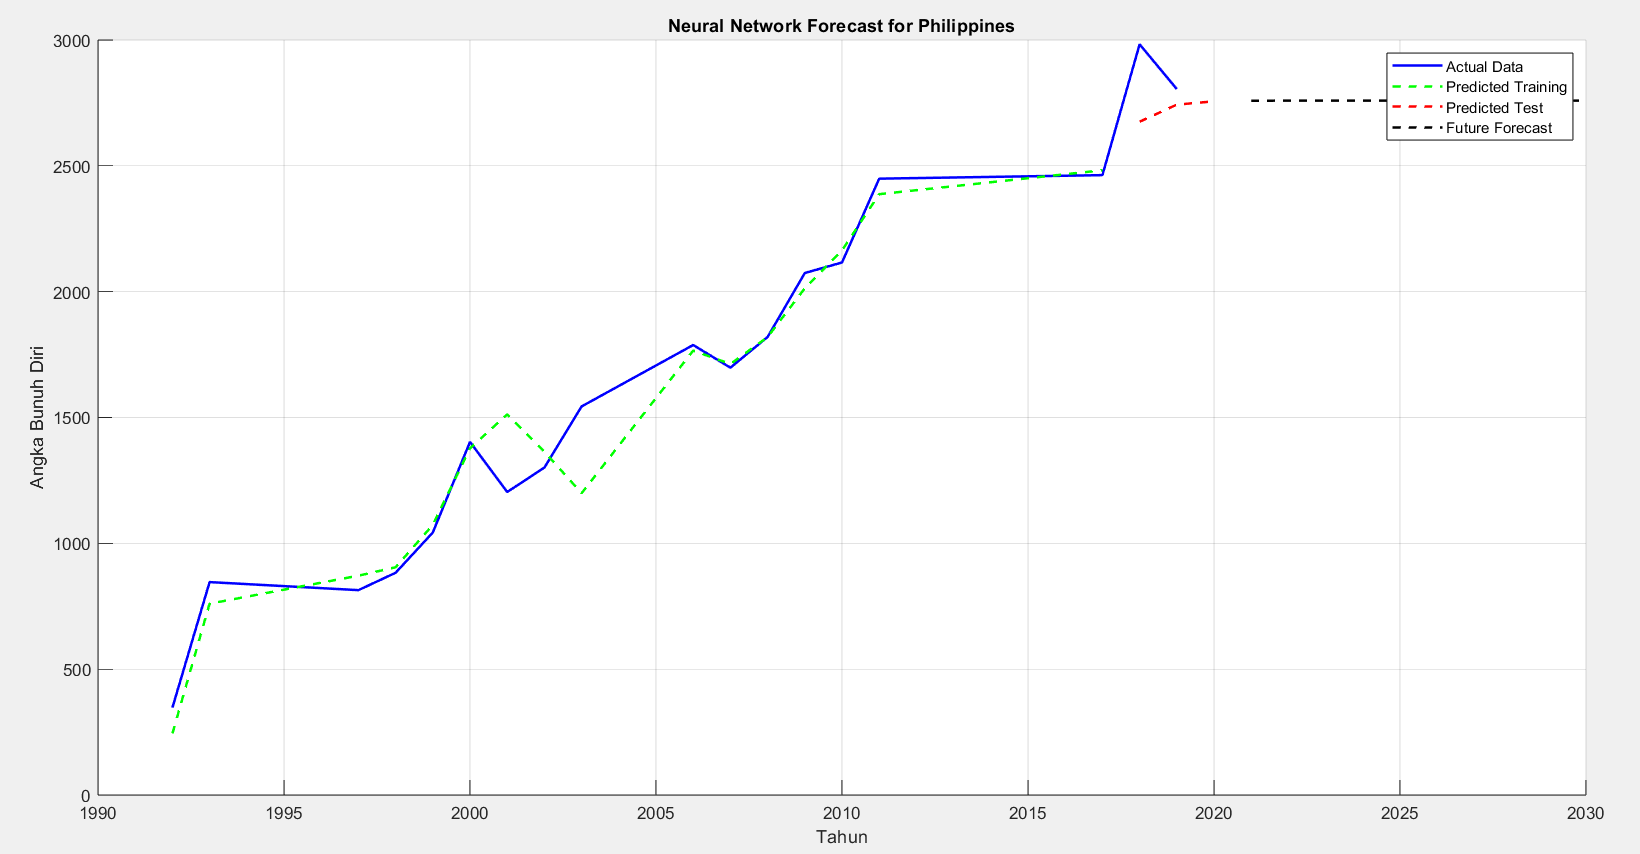 Neural Network Forecast for Philippines
Actual Data
Predicted Training
Predicted Test
Future Forecast
3000
2500
2000
1500
1000
500
0
Angka Bunuh Diri
1990
1995
2000
2005
2010
2015
2020
2025
2030
Tahun